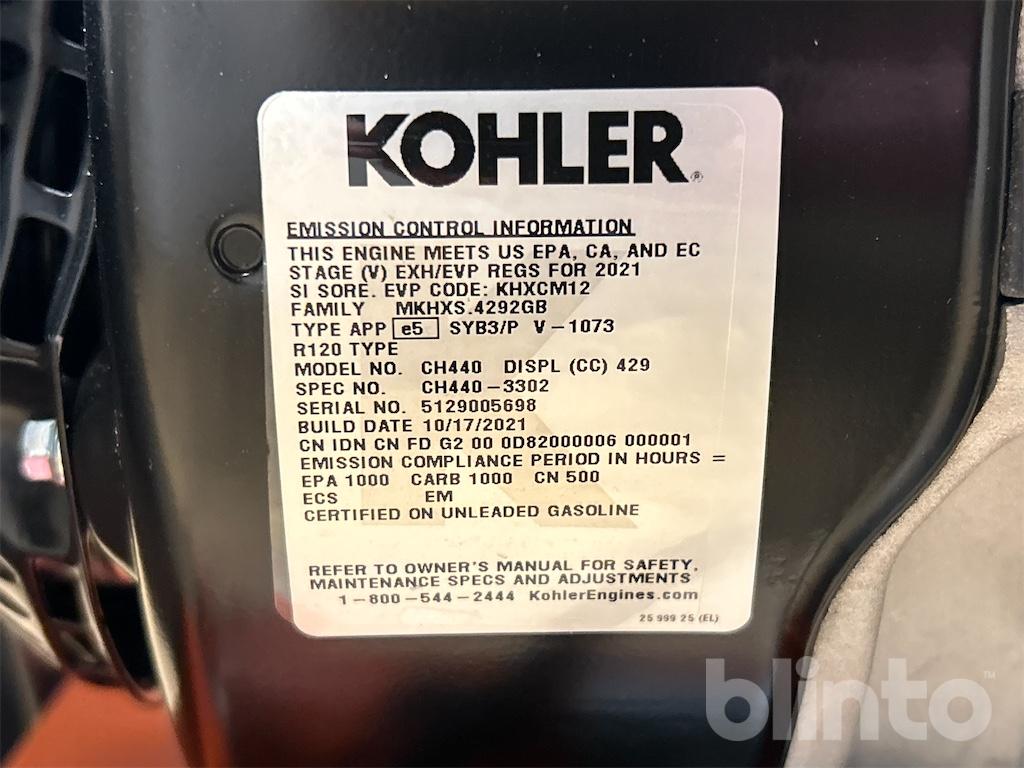 KOHLER®
EMISSION CONTROL INFORMATION
THIS ENGINE MEETS US EPA, CA, AND EC
STAGE (V) EXH/EVP REGS FOR 2021
SI SORE. EVP CODE: KHXCM12
FAMILY MKHXS.4292GB
TYPE APP e5 SYB3/P V-1073
R120 TYPE
MODEL NO. CH440 DISPL (CC) 429
SPEC NO. CH440-3302
SERIAL NO. 5129005698
BUILD DATE 10/17/2021
CN IDN CN FD G2 00 0D82000006 000001
EMISSION COMPLIANCE PERIOD IN HOURS =
EPA 1000 CARB 1000 CN 500
ECS EM
CERTIFIED ON UNLEADED GASOLINE
REFER TO OWNER'S MANUAL FOR SAFETY,
MAINTENANCE SPECS AND ADJUSTMENTS
1-800-544-2444 KohlerEngines.com
25 999 25 (EL)
blinto™